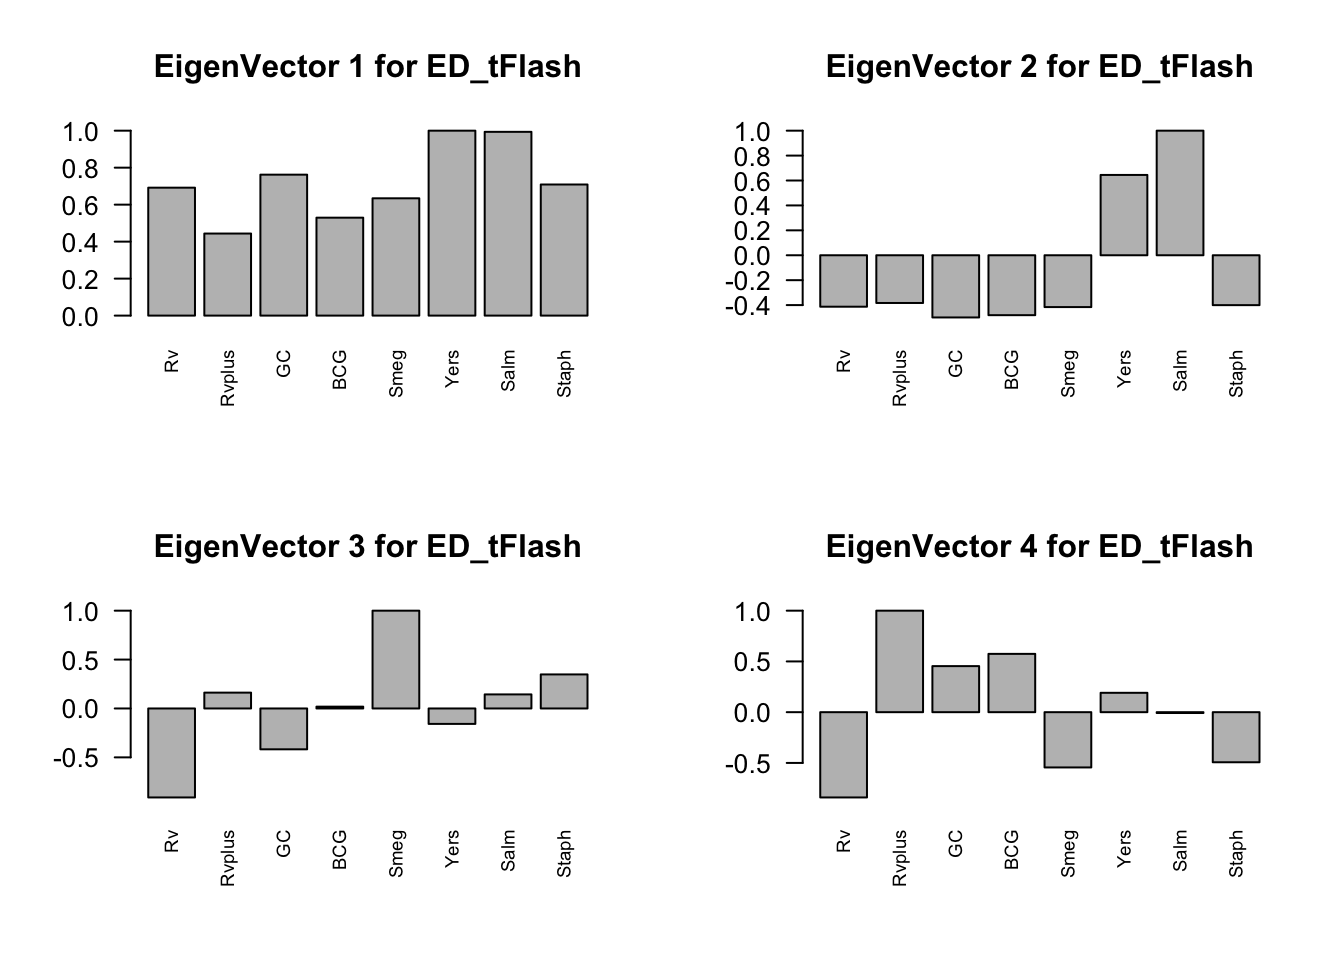 EigenVector 1 for ED_tFlash
1.0
0.8
0.6
0.4
0.2
0.0
Rv
Rvplus
GC
BCG
Smeg
Yers
Salm
Staph
EigenVector 2 for ED_tFlash
1.0
0.8
0.6
0.4
0.2
0.0
-0.2
-0.4
Rv
Rvplus
GC
BCG
Smeg
Yers
Salm
Staph
EigenVector 3 for ED_tFlash
1.0
0.5
0.0
-0.5
Rv
Rvplus
GC
BCG
Smeg
Yers
Salm
Staph
EigenVector 4 for ED_tFlash
1.0
0.5
0.0
-0.5
Rv
Rvplus
GC
BCG
Smeg
Yers
Salm
Staph